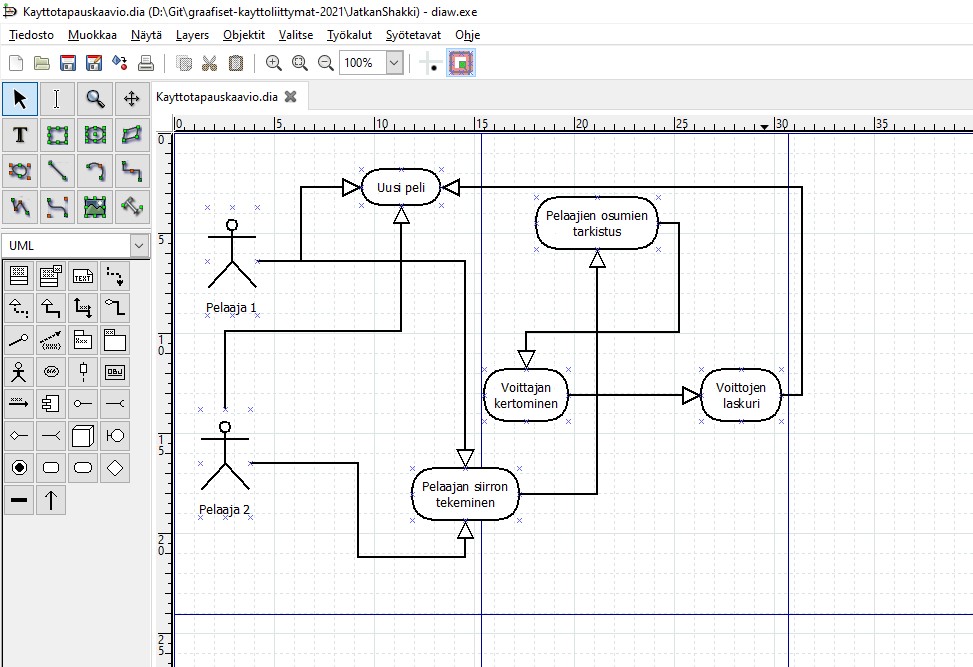 Kayttotapauskaavio.dia (D:\Git\graafiset-kayttoliittymat-2021\JatkanShakki) - diaw.exe
Tiedosto Muokkaa Näytä Layers Objektit Valitse Työkalut Syötetavat Ohje
100%
Kayttotapauskaavio.dia
0 5 10 15 20 25 30 35
T
UML
TEXT
OBJ
0
5
10
15
20
25
Uusi peli
Pelaajien osumien
tarkistus
Pelaaja 1
Voittajan
kertominen
Voittojen
laskuri
Pelaajan siirron
tekeminen
Pelaaja 2